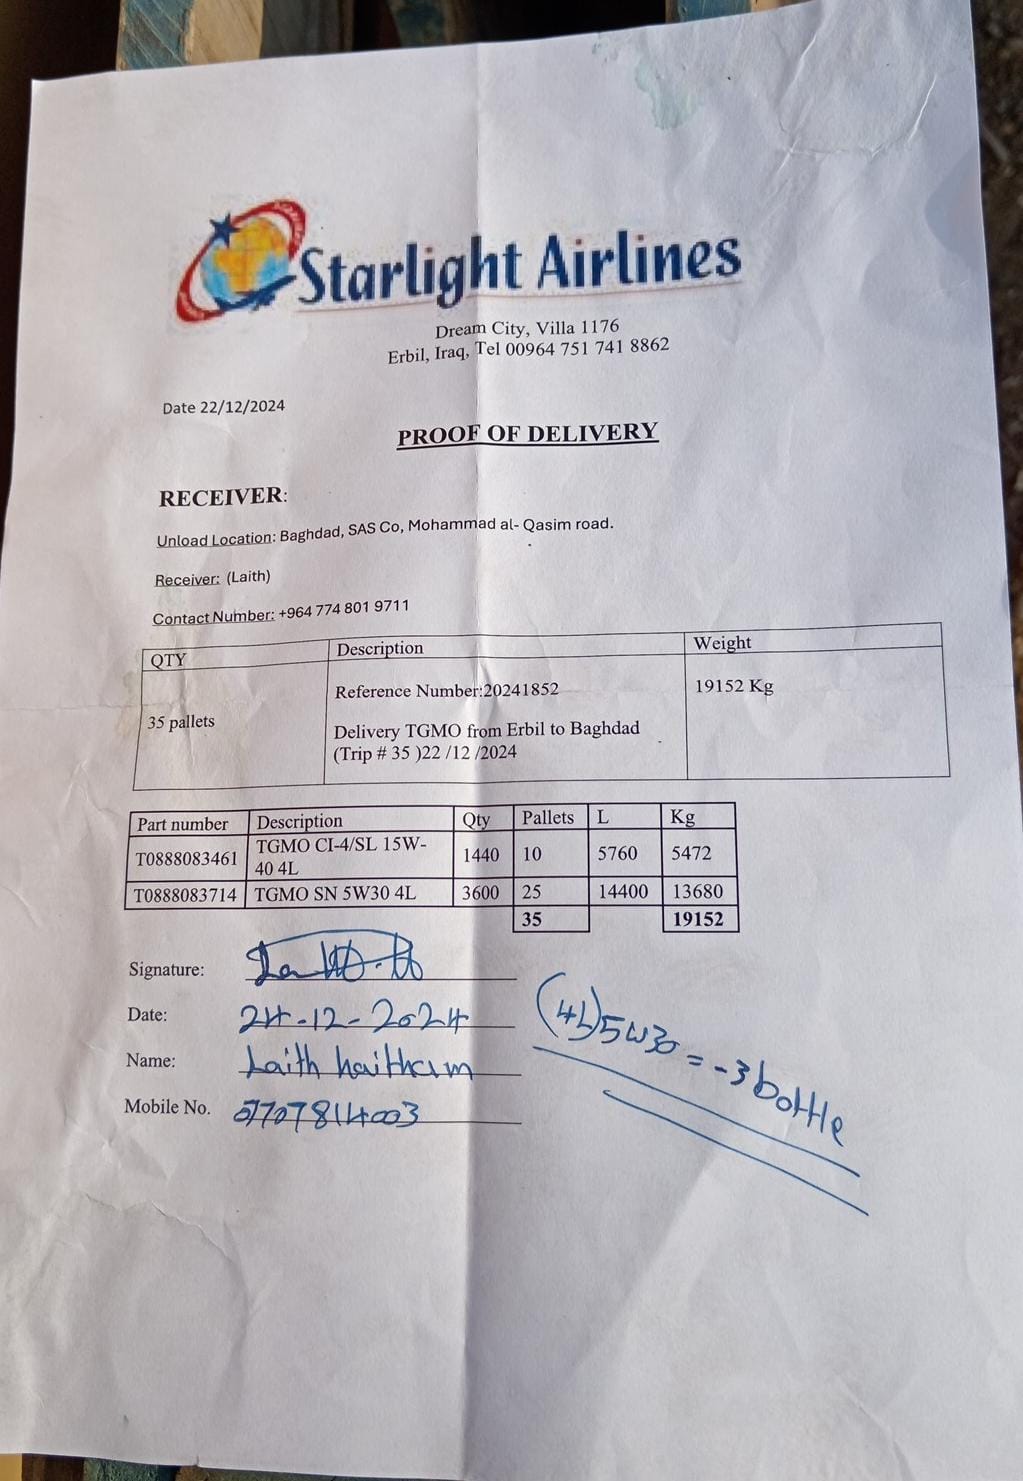 Starlight Airlines
Dream City, Villa 1176
Erbil, Iraq, Tel 00964 751 741 8862
Date 22/12/2024
PROOF OF DELIVERY
RECEIVER:
Unload Location: Baghdad, SAS Co, Mohammad al- Qasim road.
Receiver: (Laith)
Contact Number: +964 774 801 9711
QTY Description Weight
35 pallets
Reference Number:20241852
19152 Kg
Delivery TGMO from Erbil to Baghdad
(Trip # 35 )22 /12 /2024
Part number Description Qty Pallets L Kg
T0888083461 TGMO CI-4/SL 15W-
40 4L
1440 10 5760 5472
T0888083714 TGMO SN 5W30 4L 3600 25 14400 13680
35 19152
Signature:
Date: 24-12-2024
Name: Laith haitham
Mobile No. 07707814003
(4L) 5W30 = -3 bottle